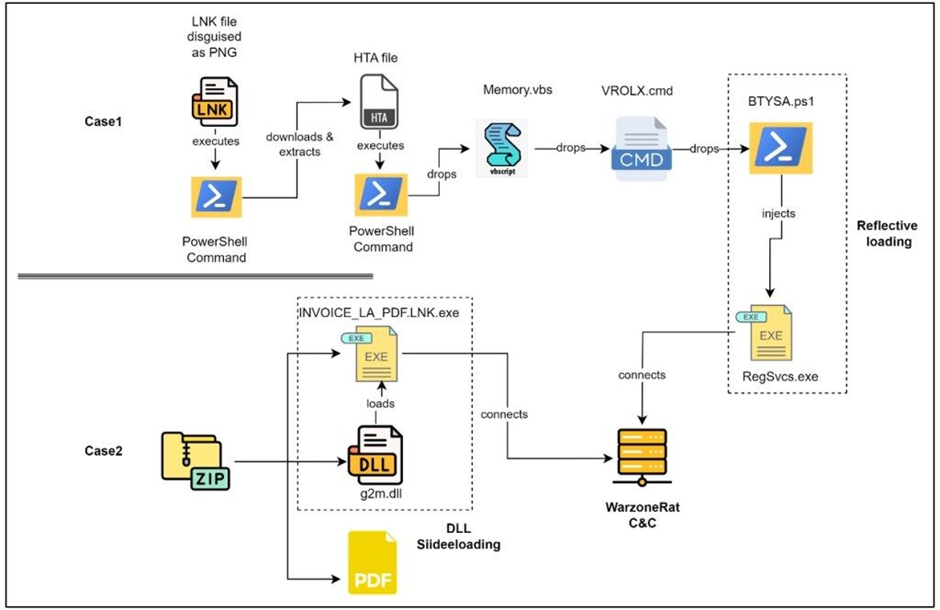 LNK file
disguised
as PNG
HTA file
Memory.vbs
VROLX.cmd
BTYSA.ps1
Case1
LNK
HTA
vbscript
CMD
executes
downloads &
extracts
executes
drops
drops
drops
PowerShell
Command
PowerShell
Command
injects
Reflective
loading
EXE
EXE
RegSvcs.exe
INVOICE_LA_PDF.LNK.exe
EXE
EXE
loads
connects
connects
Case2
ZIP
DLL
g2m.dll
WarzoneRat
C&C
DLL
Siideeloading
PDF